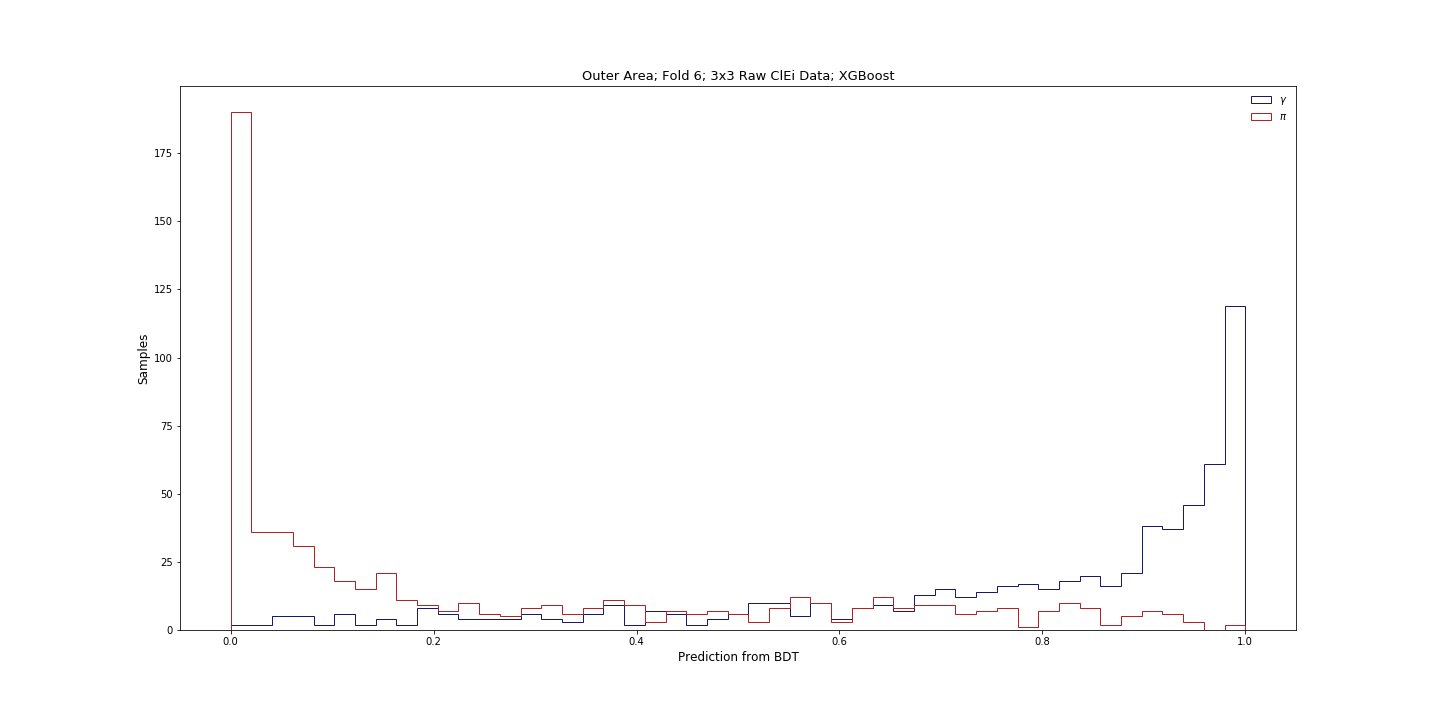 Outer Area; Fold 6; 3x3 Raw ClEi Data; XGBoost
γ
π
175
150
125
100
75
50
25
0
Samples
0.0 0.2 0.4 0.6 0.8 1.0
Prediction from BDT